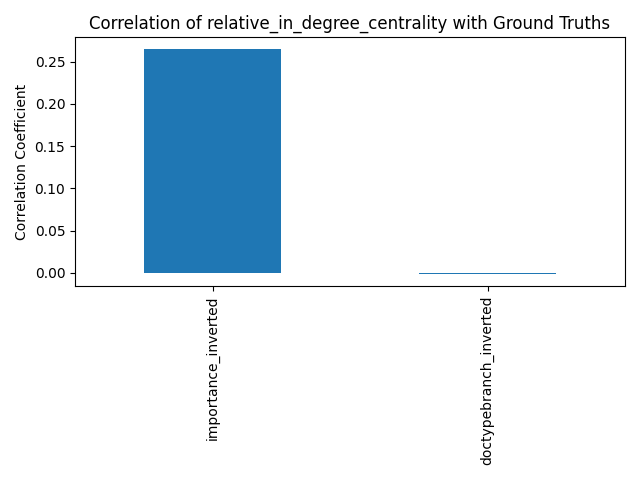 Correlation of relative_in_degree_centrality with Ground Truths
Correlation Coefficient
0.25
0.20
0.15
0.10
0.05
0.00
importance_inverted
doctypebranch_inverted